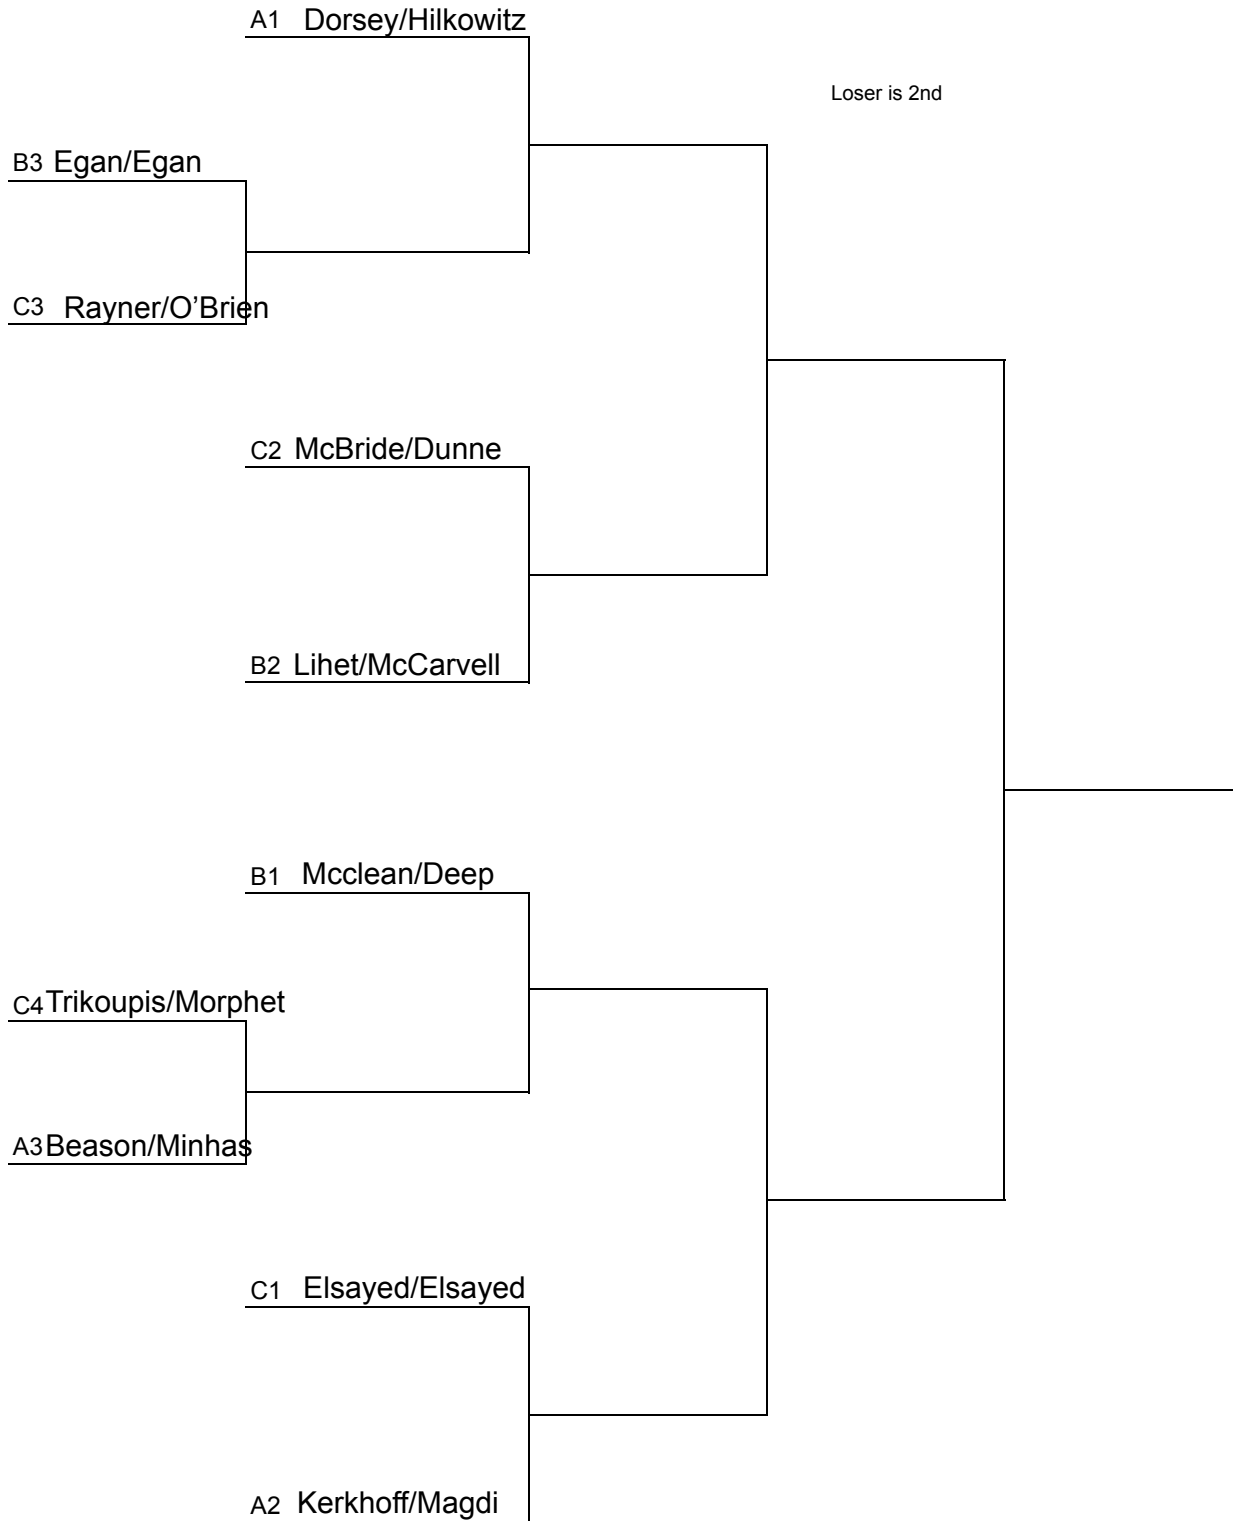 A1 Dorsey/Hilkowitz
Loser is 2nd
B3 Egan/Egan
C3 Rayner/O’Brien
C2 McBride/Dunne
B2 Lihet/McCarvell
B1 Mcclean/Deep
C4 Trikoupis/Morphet
A3 Beason/Minhas
C1 Elsayed/Elsayed
A2 Kerkhoff/Magdi